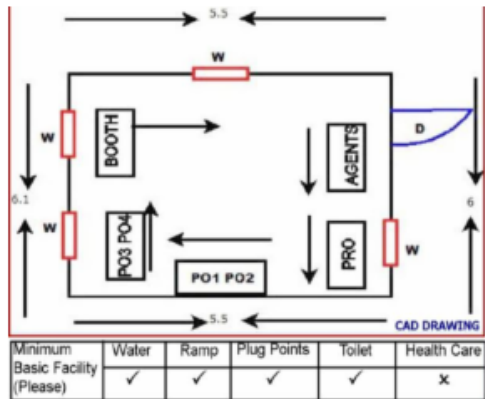 5.5
W
W
BOOTH
AGENTS
D
6.1
6
W
PO3 PO4
PRO
W
PO1 PO2
5.5
CAD DRAWING
Minimum Basic Facility (Please) Water Ramp Plug Points Toilet Health Care
✓ ✓ ✓ ✓ x